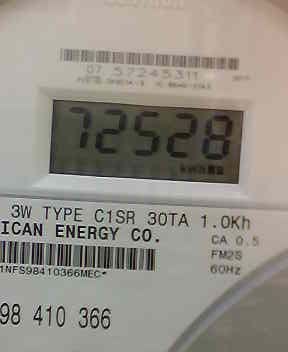 07 57245311
72528
kWh
3W TYPE C1SR 30TA 1.0Kh
ICAN ENERGY CO.
CA 0.5
FM2S
60Hz
1NFS98410366MEC*
98 410 366